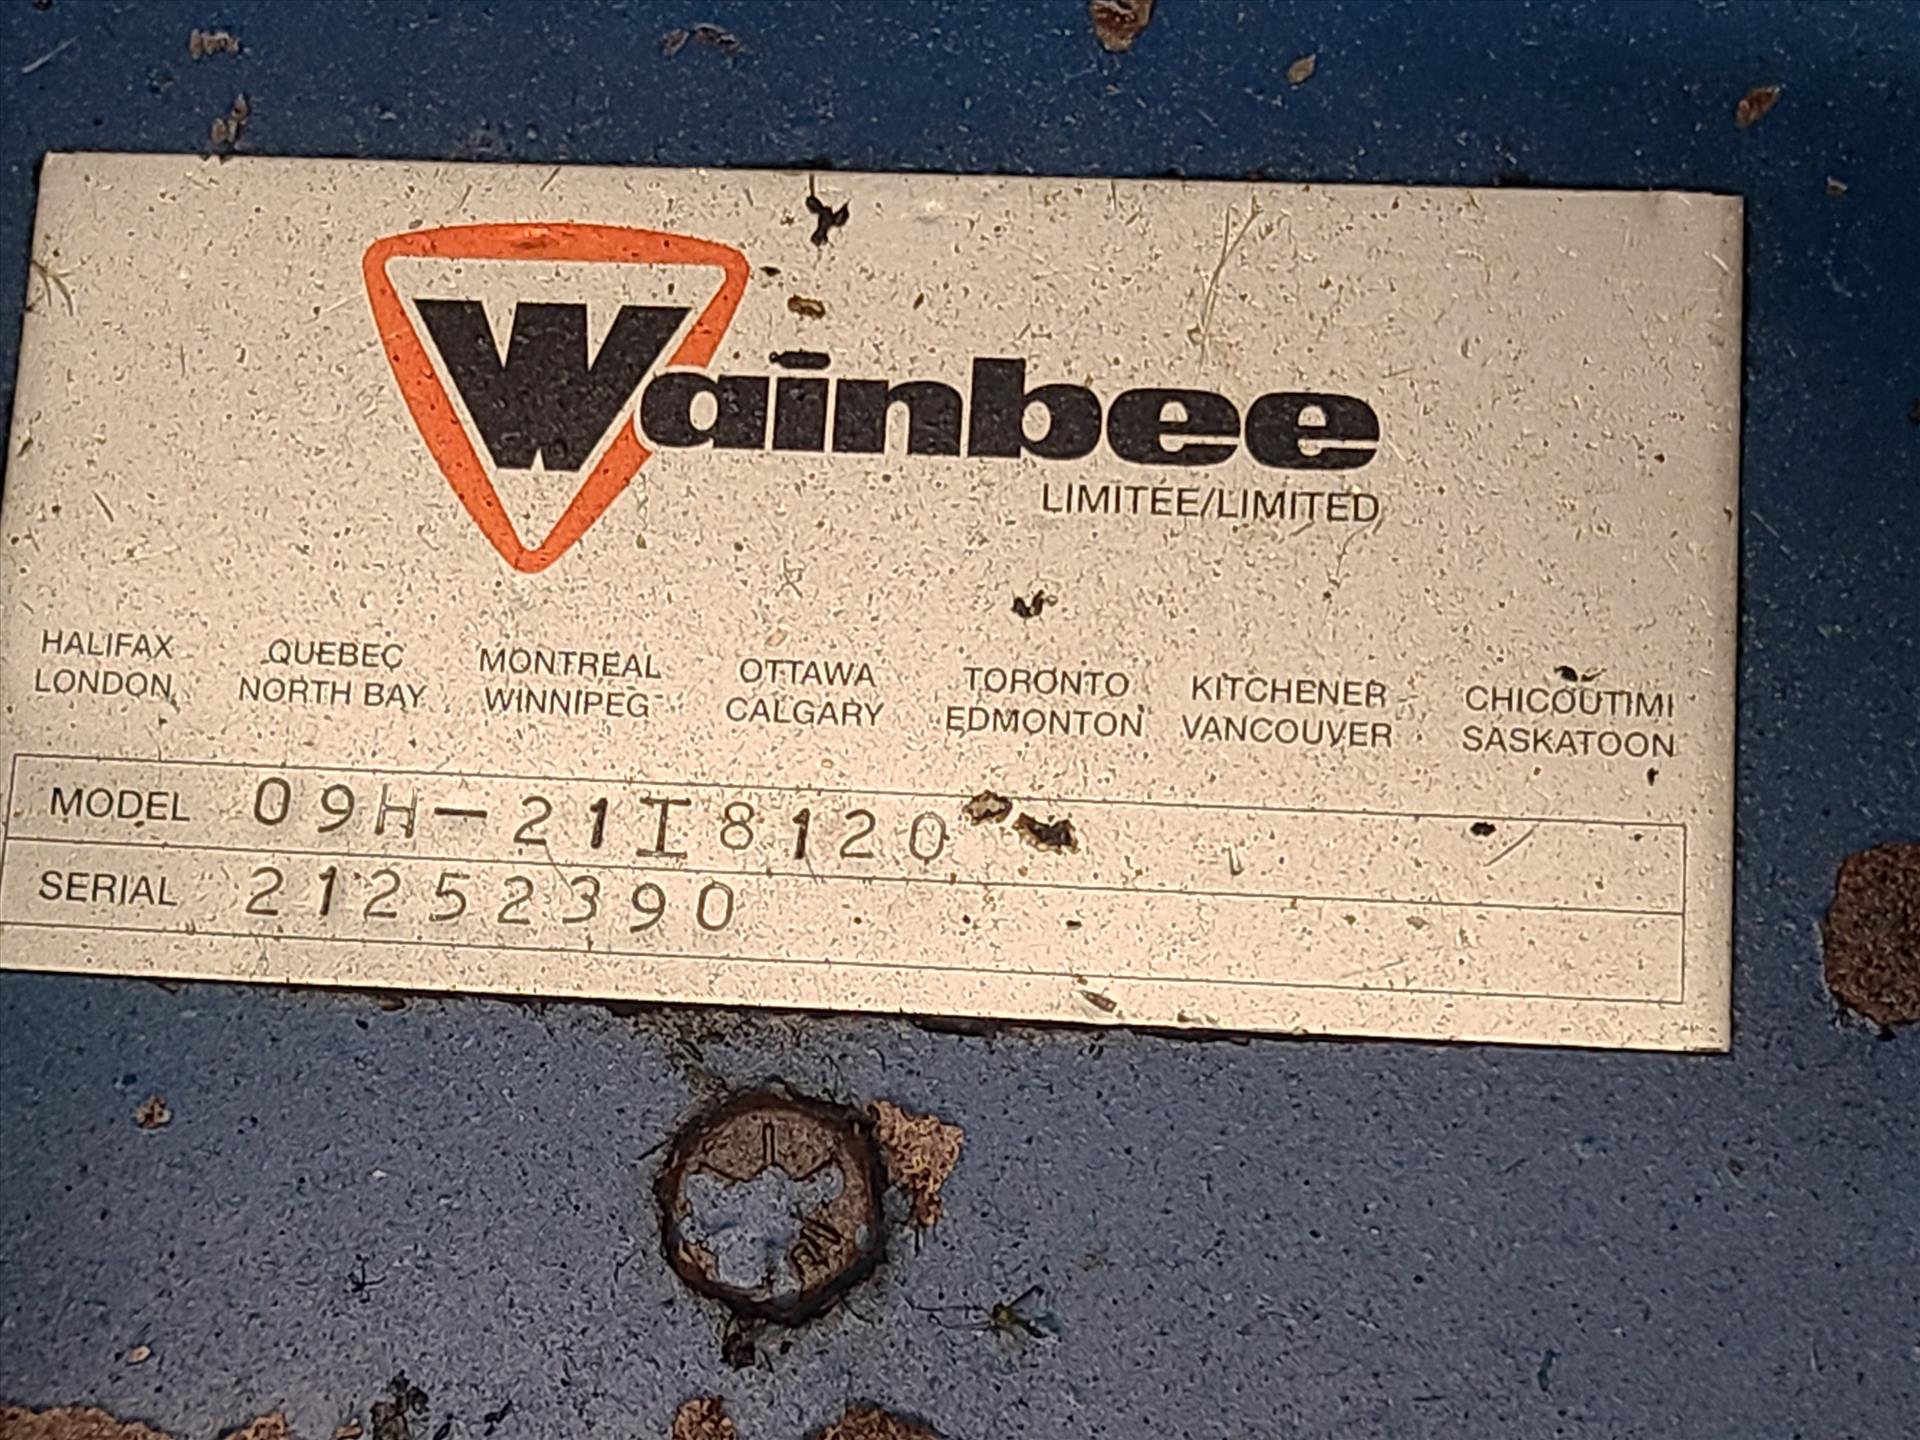 Wainbee
LIMITÉE/LIMITED
HALIFAX QUEBEC MONTREAL OTTAWA TORONTO KITCHENER CHICOUTIMI
LONDON NORTH BAY WINNIPEG CALGARY EDMONTON VANCOUVER SASKATOON
MODEL 09H-21I8120
SERIAL 21252390